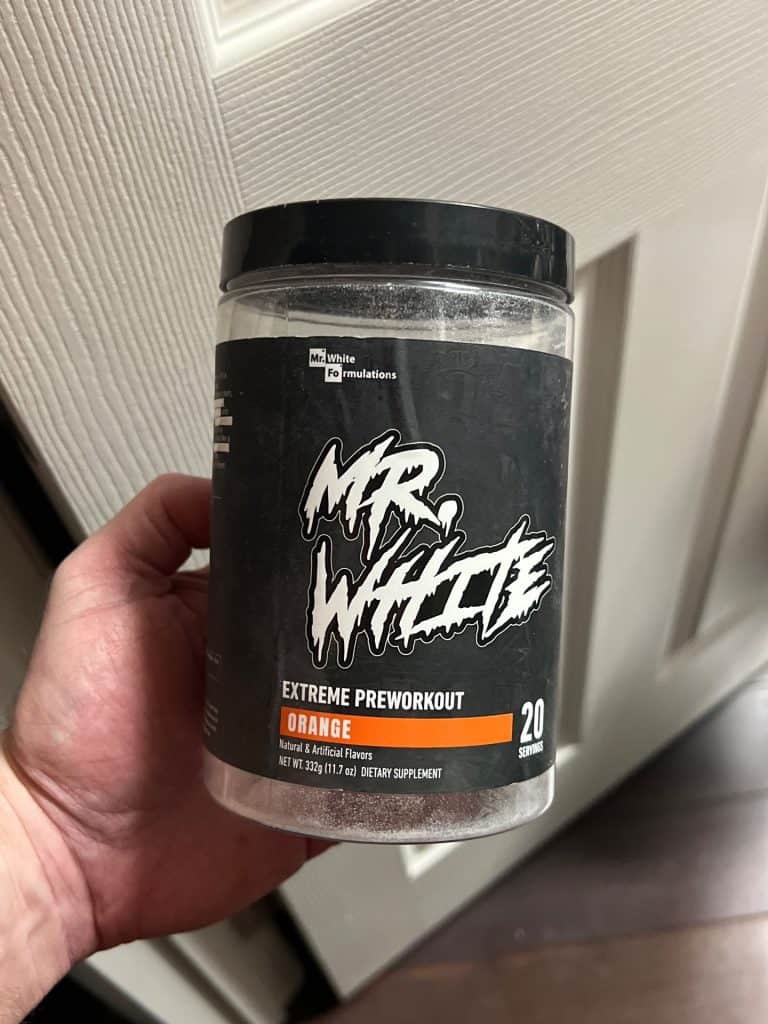 Mr. White
Formulations
MR.
WHITE
EXTREME PREWORKOUT
ORANGE
20
SERVINGS
Natural & Artificial Flavors
NET WT. 332g (11.7 oz) DIETARY SUPPLEMENT